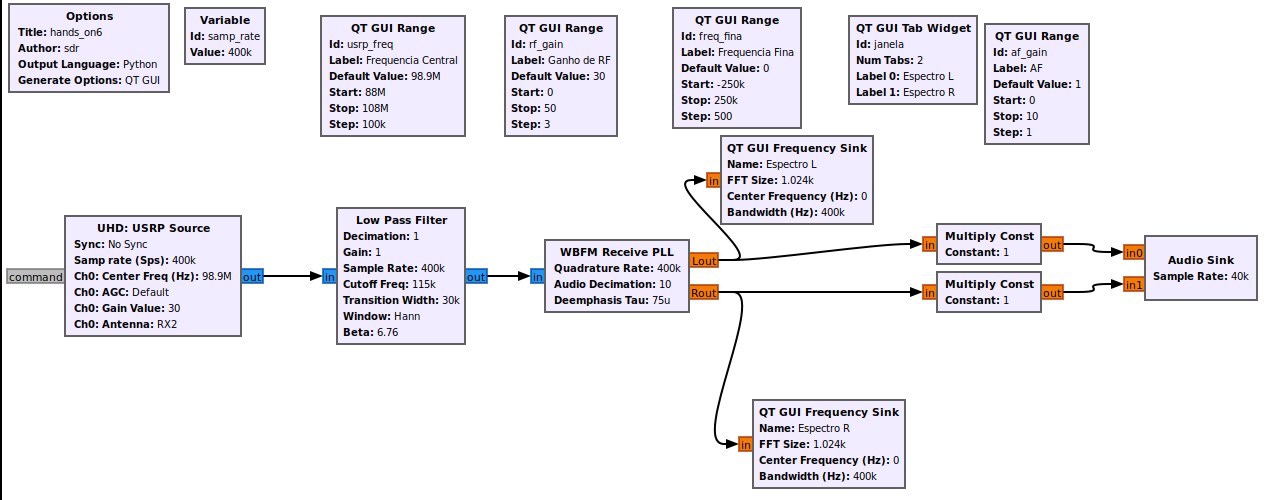 Options
Title: hands_on6
Author: sdr
Output Language: Python
Generate Options: QT GUI
Variable
Id: samp_rate
Value: 400k
QT GUI Range
Id: usrp_freq
Label: Frequencia Central
Default Value: 98.9M
Start: 88M
Stop: 108M
Step: 100k
QT GUI Range
Id: rf_gain
Label: Ganho de RF
Default Value: 30
Start: 0
Stop: 50
Step: 3
QT GUI Range
Id: freq_fina
Label: Frequencia Fina
Default Value: 0
Start: -250k
Stop: 250k
Step: 500
QT GUI Tab Widget
Id: janela
Num Tabs: 2
Label 0: Espectro L
Label 1: Espectro R
QT GUI Range
Id: af_gain
Label: AF
Default Value: 1
Start: 0
Stop: 10
Step: 1
QT GUI Frequency Sink
Name: Espectro L
FFT Size: 1.024k
Center Frequency (Hz): 0
Bandwidth (Hz): 400k
in
UHD: USRP Source
Sync: No Sync
Samp rate (Sps): 400k
Ch0: Center Freq (Hz): 98.9M
Ch0: AGC: Default
Ch0: Gain Value: 30
Ch0: Antenna: RX2
command
out
Low Pass Filter
Decimation: 1
Gain: 1
Sample Rate: 400k
Cutoff Freq: 115k
Transition Width: 30k
Window: Hann
Beta: 6.76
in
out
WBFM Receive PLL
Quadrature Rate: 400k
Audio Decimation: 10
Deemphasis Tau: 75u
in
Lout
Rout
Multiply Const
Constant: 1
in
out
Multiply Const
Constant: 1
in
out
Audio Sink
Sample Rate: 40k
in0
in1
QT GUI Frequency Sink
Name: Espectro R
FFT Size: 1.024k
Center Frequency (Hz): 0
Bandwidth (Hz): 400k
in